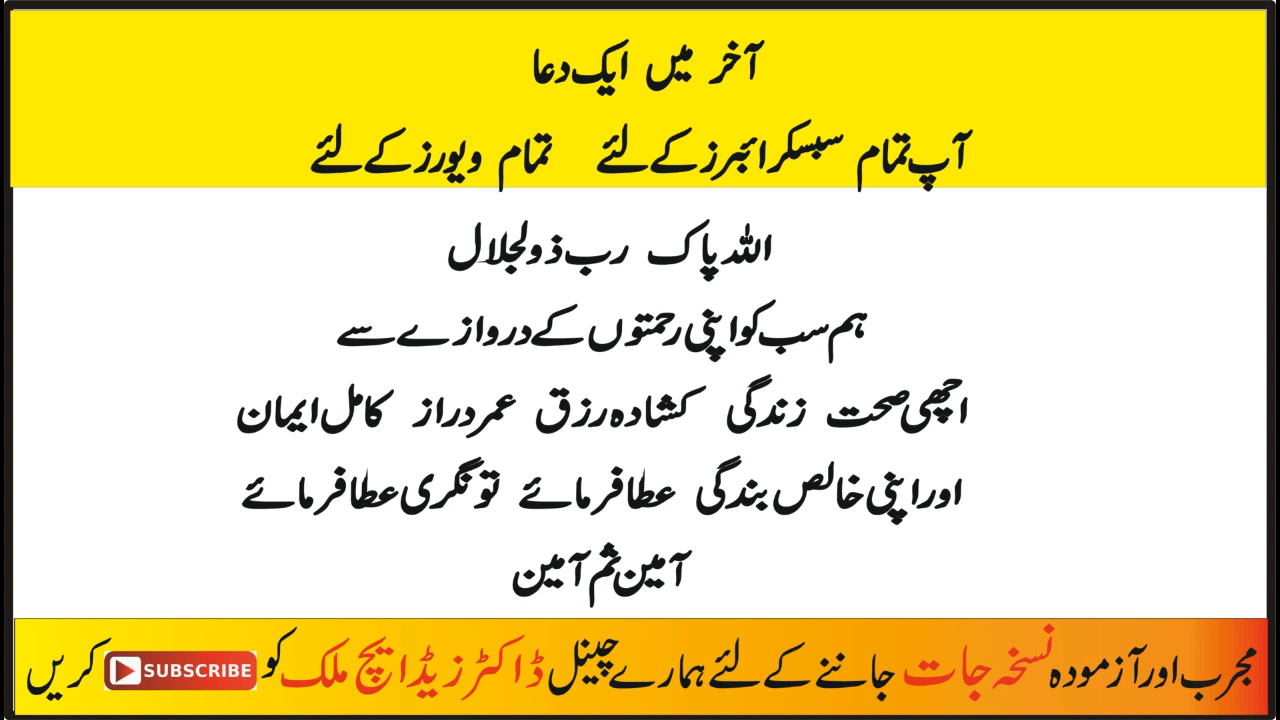 آخر میں ایک دعا
آپ تمام سبسکرائبرز کے لئے تمام ویورز کے لئے
اللہ پاک رب ذولجلال
ہم سب کو اپنی رحمتوں کے دروازے سے
اچھی صحت زندگی کشادہ رزق عمر دراز کامل ایمان
اور اپنی خالص بندگی عطا فرمائے تونگری عطا فرمائے
آمین ثم آمین
مجرب اور آزمودہ نسخہ جات جاننے کے لئے ہمارے چینل ڈاکٹر زیڈ ایچ ملک کو SUBSCRIBE کریں